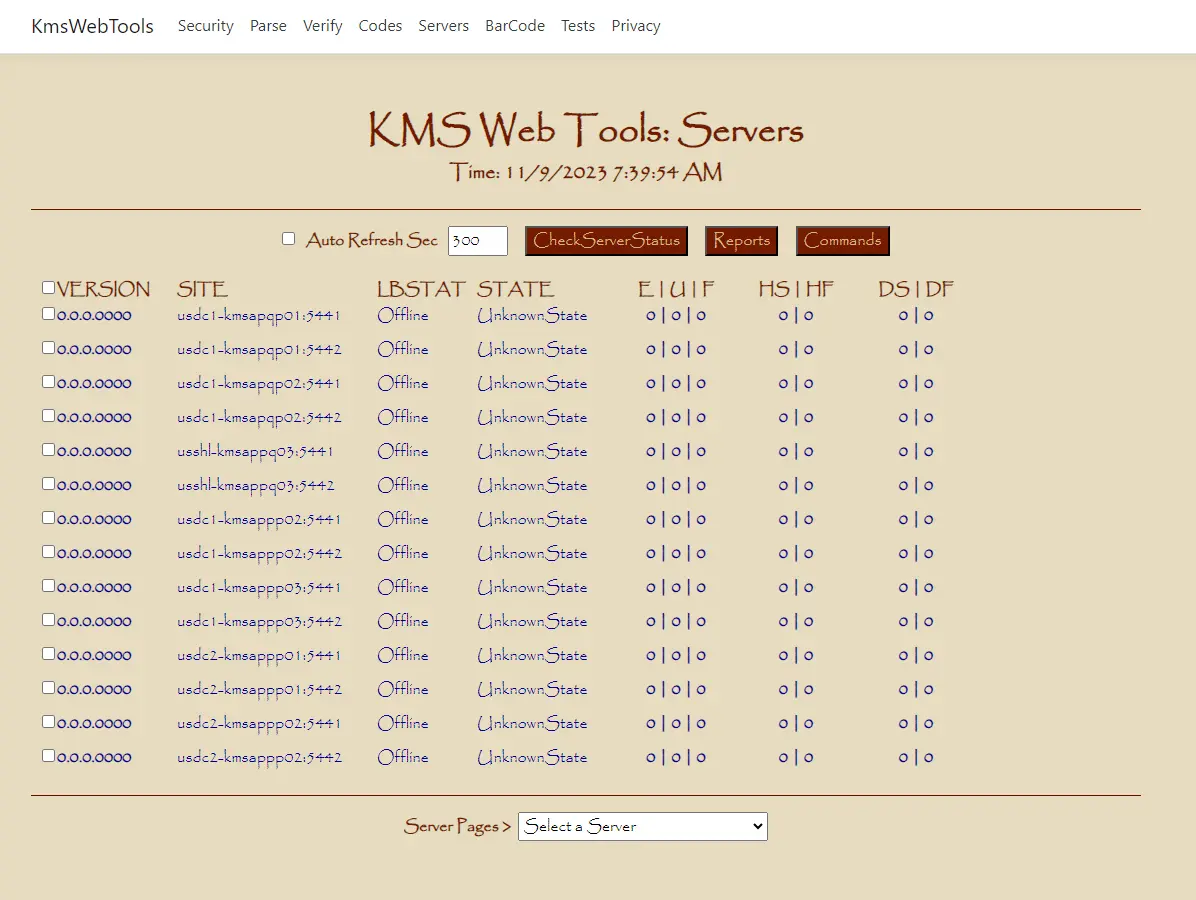 KmsWebTools Security Parse Verify Codes Servers BarCode Tests Privacy
KMS Web Tools: Servers
Time: 11/9/2023 7:39:54 AM
Auto Refresh Sec 300 CheckServerStatus Reports Commands
VERSION SITE LBSTAT STATE E | U | F HS | HF DS | DF
0.0.0.0000 usdc1-kmsapqp01:5441 Offline UnknownState 0 | 0 | 0 0 | 0 0 | 0
0.0.0.0000 usdc1-kmsapqp01:5442 Offline UnknownState 0 | 0 | 0 0 | 0 0 | 0
0.0.0.0000 usdc1-kmsapqp02:5441 Offline UnknownState 0 | 0 | 0 0 | 0 0 | 0
0.0.0.0000 usdc1-kmsapqp02:5442 Offline UnknownState 0 | 0 | 0 0 | 0 0 | 0
0.0.0.0000 usshl-kmsappq03:5441 Offline UnknownState 0 | 0 | 0 0 | 0 0 | 0
0.0.0.0000 usshl-kmsappq03:5442 Offline UnknownState 0 | 0 | 0 0 | 0 0 | 0
0.0.0.0000 usdc1-kmsappp02:5441 Offline UnknownState 0 | 0 | 0 0 | 0 0 | 0
0.0.0.0000 usdc1-kmsappp02:5442 Offline UnknownState 0 | 0 | 0 0 | 0 0 | 0
0.0.0.0000 usdc1-kmsappp03:5441 Offline UnknownState 0 | 0 | 0 0 | 0 0 | 0
0.0.0.0000 usdc1-kmsappp03:5442 Offline UnknownState 0 | 0 | 0 0 | 0 0 | 0
0.0.0.0000 usdc2-kmsappp01:5441 Offline UnknownState 0 | 0 | 0 0 | 0 0 | 0
0.0.0.0000 usdc2-kmsappp01:5442 Offline UnknownState 0 | 0 | 0 0 | 0 0 | 0
0.0.0.0000 usdc2-kmsappp02:5441 Offline UnknownState 0 | 0 | 0 0 | 0 0 | 0
0.0.0.0000 usdc2-kmsappp02:5442 Offline UnknownState 0 | 0 | 0 0 | 0 0 | 0
Server Pages > Select a Server